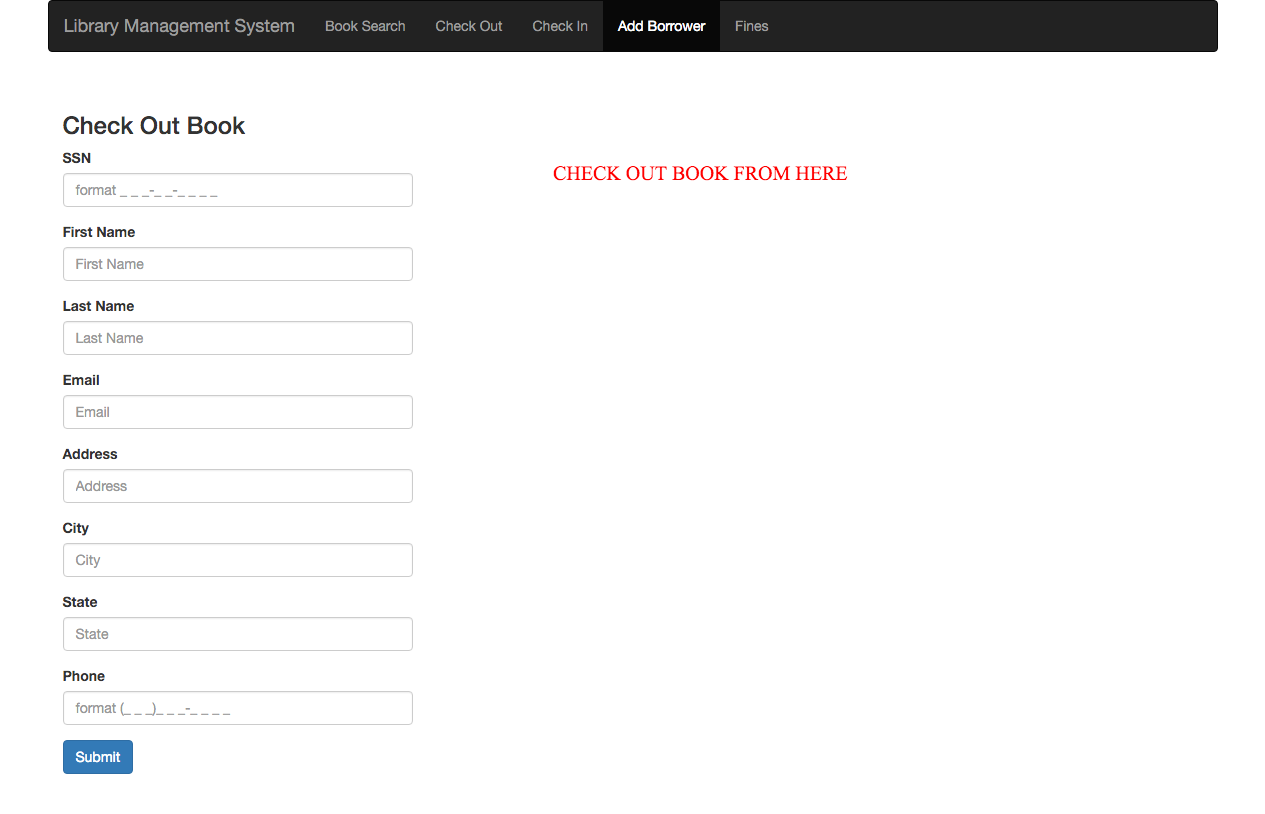 Library Management System Book Search Check Out Check In Add Borrower Fines
Check Out Book
SSN
CHECK OUT BOOK FROM HERE
format _ _ _-_ _-_ _ _ _
First Name
First Name
Last Name
Last Name
Email
Email
Address
Address
City
City
State
State
Phone
format (_ _ _)_ _ _-_ _ _ _
Submit